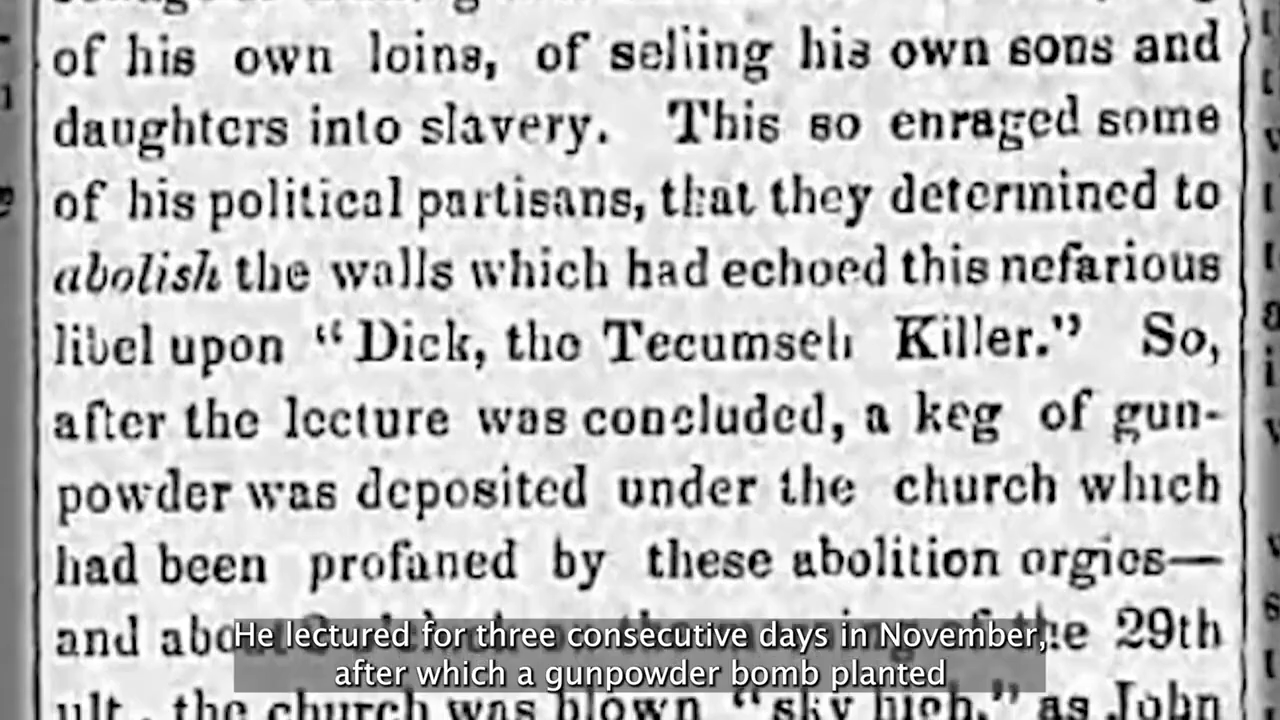 of his own loins, of selling his own sons and
daughters into slavery. This so enraged some
of his political partisans, that they determined to
abolish the walls which had echoed this nefarious
libel upon "Dick, the Tecumseh Killer." So,
after the lecture was concluded, a keg of gun-
powder was deposited under the church which
had been profaned by these abolition orgies—
and of the 29th
ult., the church was blown "sky high," as John
He lectured for three consecutive days in November,
after which a gunpowder bomb planted